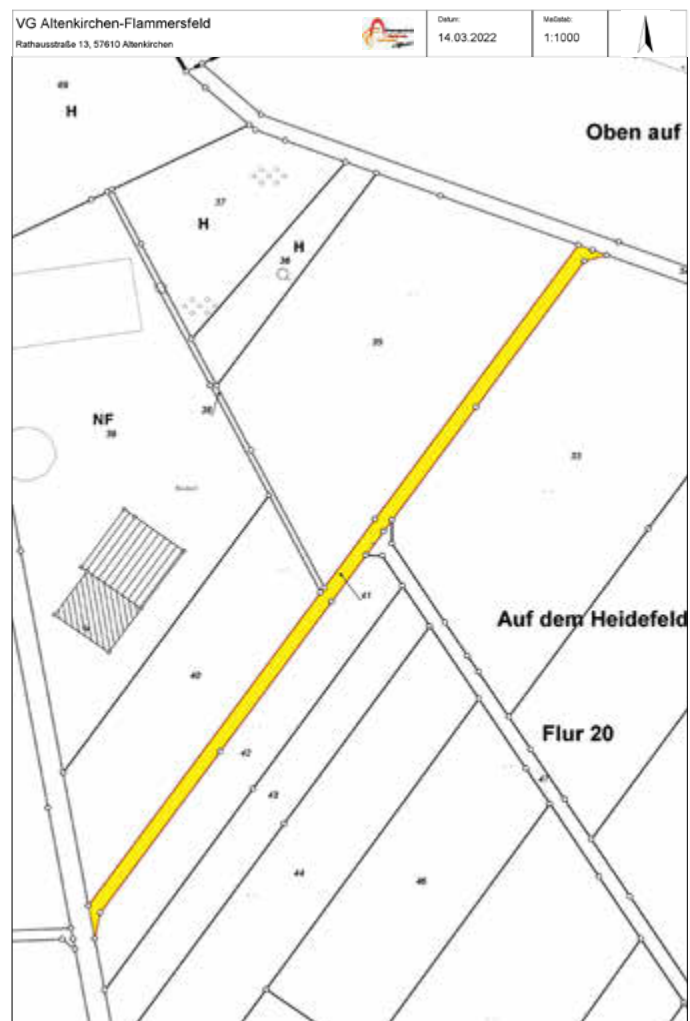 VG Altenkirchen-Flammersfeld
Rathausstraße 13, 57610 Altenkirchen
Datum:
14.03.2022
Maßstab:
1:1000
H
Oben auf
37
H
H
36
35
38
NF
39
33
41
Auf dem Heidefeld
40
Flur 20
42
43
47
44
46